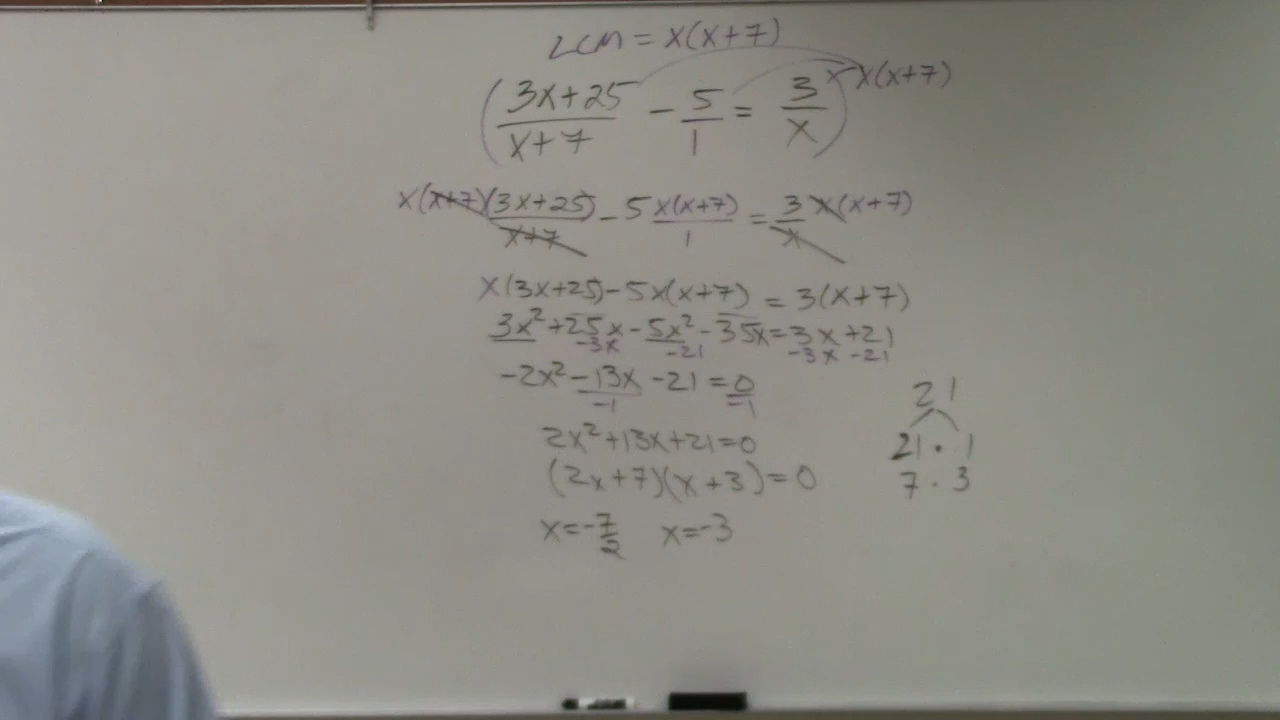 LCM = x(x+7)
(3x+25/x+7 - 5/1 = 3/x) x(x+7)
x(x+7)(3x+25)/x+7 - 5x(x+7)/1 = 3x(x+7)/x
x(3x+25) - 5x(x+7) = 3(x+7)
3x²+25x-5x²-35x=3x+21
-3x -21 -3x -21
-2x²-13x-21=0
-1 -1
2x²+13x+21=0
(2x+7)(x+3)=0
x=-7/2 x=-3
21
21 · 1
7 · 3